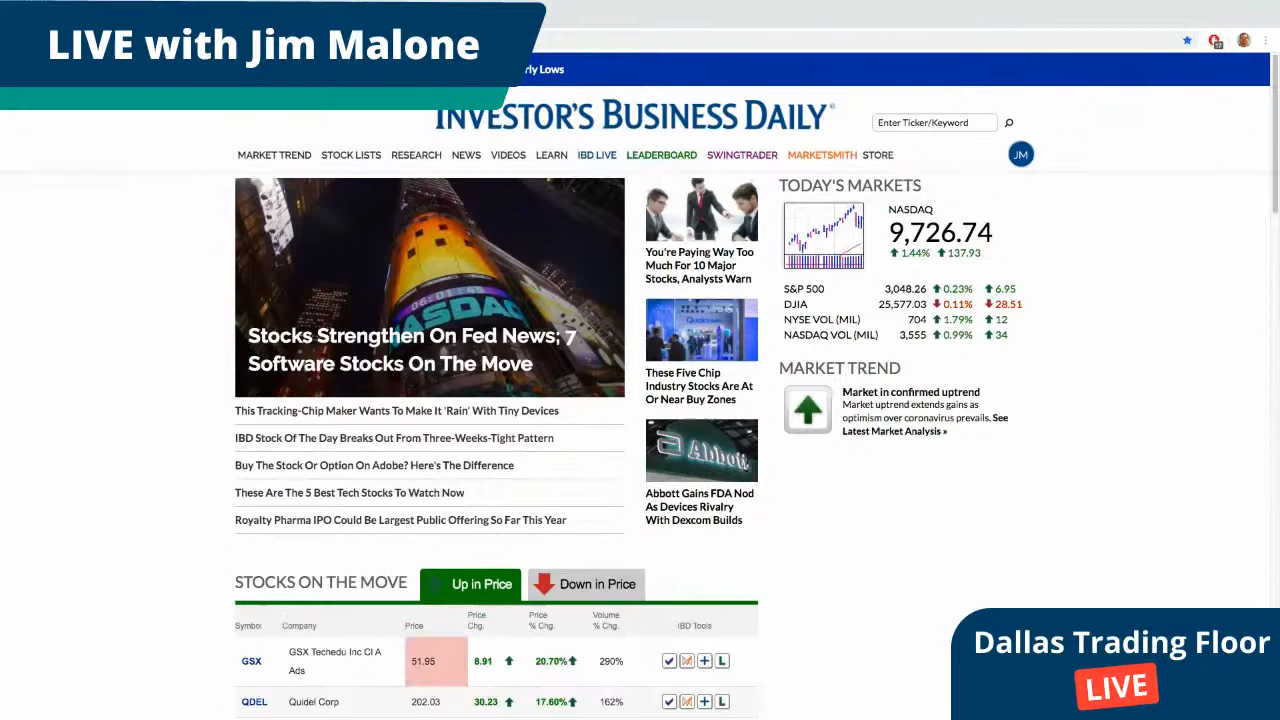 LIVE with Jim Malone
rly Lows
INVESTOR'S BUSINESS DAILY®
Enter Ticker/Keyword
MARKET TREND STOCK LISTS RESEARCH NEWS VIDEOS LEARN IBD LIVE LEADERBOARD SWINGTRADER MARKETSMITH STORE
JM
NASDAQ
Stocks Strengthen On Fed News; 7
Software Stocks On The Move
This Tracking-Chip Maker Wants To Make It 'Rain' With Tiny Devices
IBD Stock Of The Day Breaks Out From Three-Weeks-Tight Pattern
Buy The Stock Or Option On Adobe? Here's The Difference
These Are The 5 Best Tech Stocks To Watch Now
Royalty Pharma IPO Could Be Largest Public Offering So Far This Year
You're Paying Way Too
Much For 10 Major
Stocks, Analysts Warn
Qualcomm
These Five Chip
Industry Stocks Are At
Or Near Buy Zones
Abbott
Abbott Gains FDA Nod
As Devices Rivalry
With Dexcom Builds
TODAY'S MARKETS
NASDAQ
9,726.74
1.44% 137.93
S&P 500 3,048.26 0.23% 6.95
DJIA 25,577.03 0.11% 28.51
NYSE VOL (MIL) 704 1.79% 12
NASDAQ VOL (MIL) 3,555 0.99% 34
MARKET TREND
Market in confirmed uptrend
Market uptrend extends gains as
optimism over coronavirus prevails. See
Latest Market Analysis »
STOCKS ON THE MOVE Up in Price Down in Price
Symbol Company Price Price Chg. Price % Chg. Volume % Chg. IBD Tools
GSX GSX Techedu Inc Cl A Ads 51.95 8.91 20.70% 290% L
QDEL Quidel Corp 202.03 30.23 17.60% 162% L
Dallas Trading Floor
LIVE